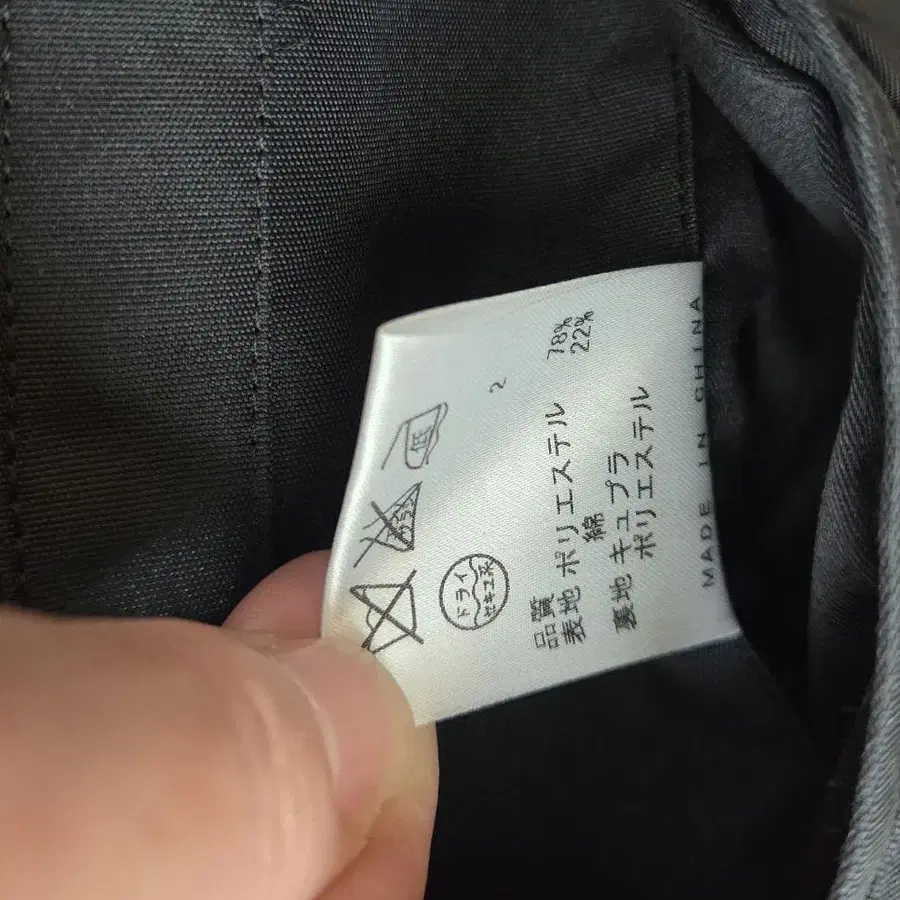 低
ドライ
セキユ系
2
品質
表地 ポリエステル 78%
綿 22%
裏地 キュプラ
ポリエステル
MADE IN CHINA